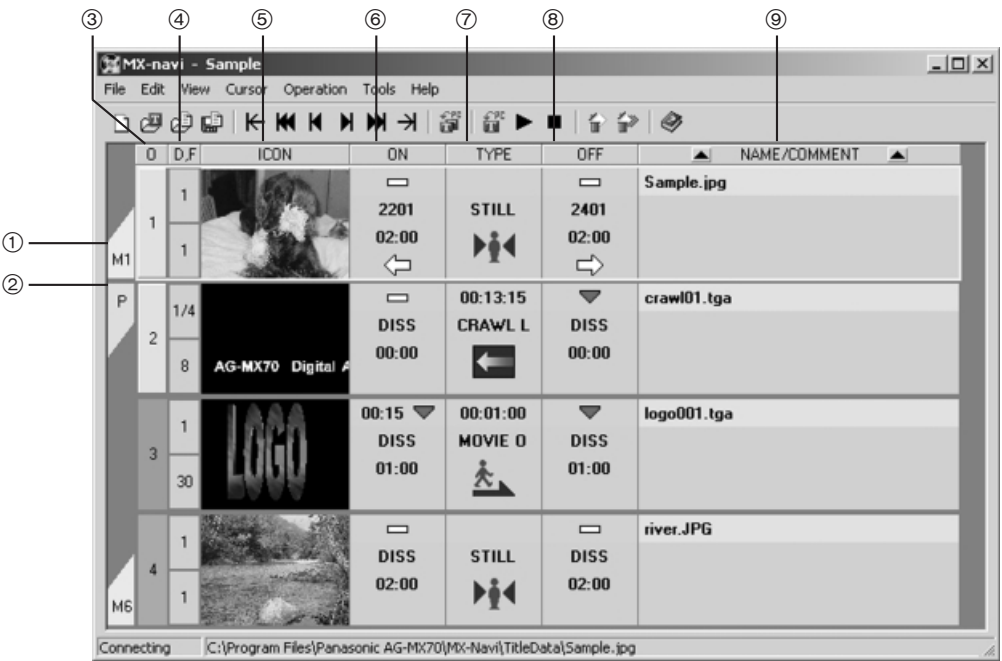 ③ ④ ⑤ ⑥ ⑦ ⑧ ⑨
MX-navi - Sample
File Edit View Cursor Operation Tools Help
0 D,F ICON ON TYPE OFF NAME/COMMENT
①
②
M1
1
1
1
2201
02:00
STILL
2401
02:00
Sample.jpg
P
2
1/4
8
AG-MX70 Digital A
DISS
00:00
00:13:15
CRAWL L
DISS
00:00
crawl01.tga
3
1
30
LOGO
00:15
DISS
01:00
00:01:00
MOVIE O
DISS
01:00
logo001.tga
M6
4
1
1
DISS
02:00
STILL
DISS
02:00
river.JPG
Connecting C:\Program Files\Panasonic AG-MX70\MX-Navi\TitleData\Sample.jpg